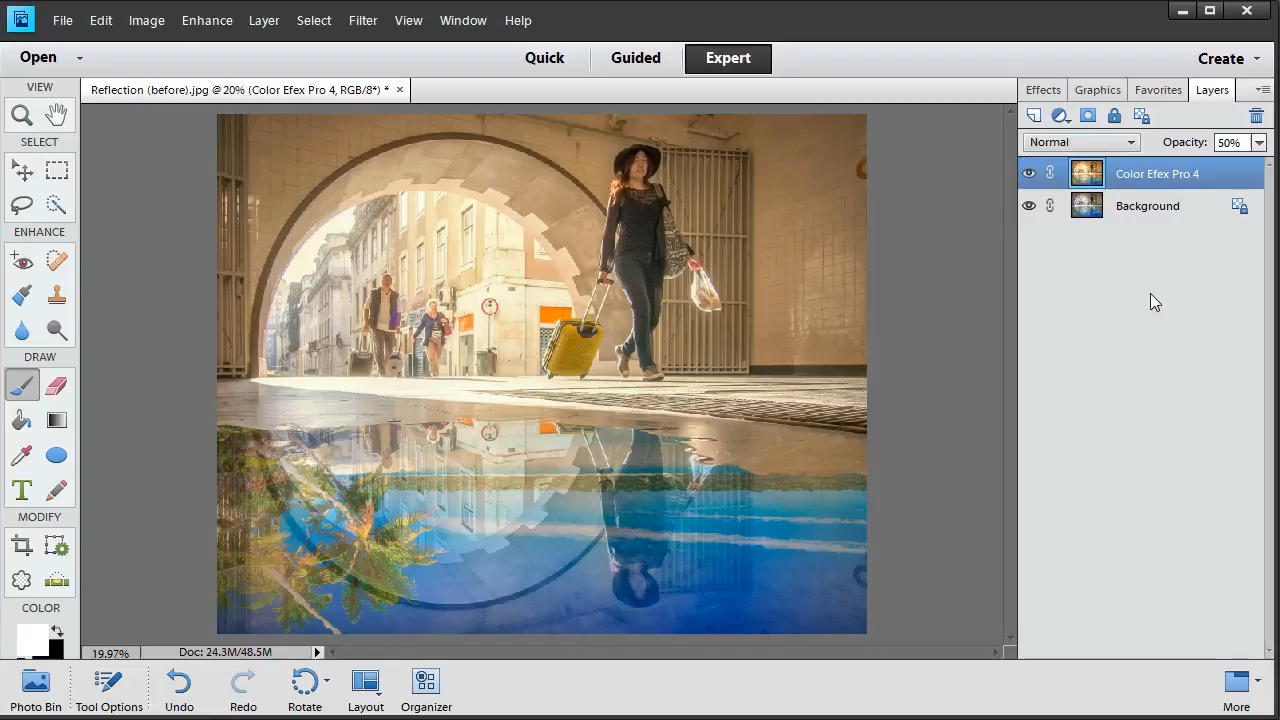 File Edit Image Enhance Layer Select Filter View Window Help
Open Quick Guided Expert Create
VIEW Reflection (before).jpg @ 20% (Color Efex Pro 4, RGB/8*) * × Effects Graphics Favorites Layers
SELECT
Normal Opacity: 50%
Color Efex Pro 4
Background
ENHANCE
DRAW
T
MODIFY
COLOR
19.97% Doc: 24.3M/48.5M
Photo Bin Tool Options Undo Redo Rotate Layout Organizer More